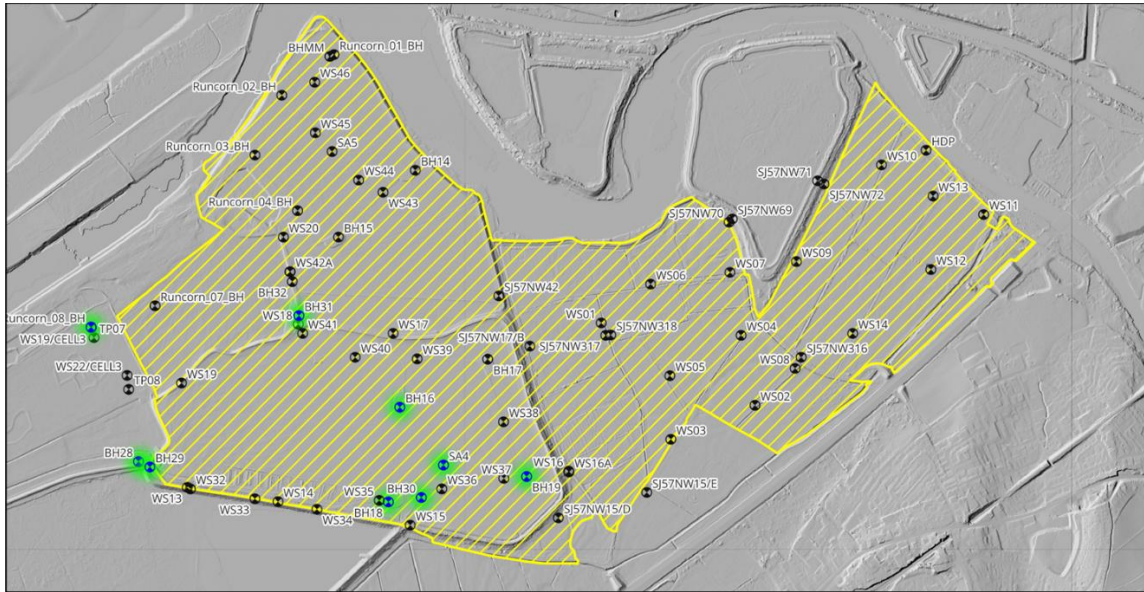 BHMM
Runcorn_01_BH
WS46
Runcorn_02_BH
WS45
SA5
Runcorn_03_BH
BH14
WS44
WS43
Runcorn_04_BH
WS20
BH15
WS42A
BH32
Runcorn_07_BH
SJ57NW42
BH31
WS18
WS41
Runcorn_08_BH
TP07
WS19/CELL3
WS17
WS40
WS39
SJ57NW17/B
BH17
SJ57NW317
WS22/CELL3
TP08
WS19
BH16
WS38
BH28
BH29
SA4
WS37
WS16
BH19
WS16A
WS13
WS32
WS33
WS14
WS34
WS35
BH18
BH30
WS36
WS15
SJ57NW15/D
SJ57NW15/E
WS03
WS05
WS01
SJ57NW318
WS06
WS07
SJ57NW70
SJ57NW69
SJ57NW71
SJ57NW72
WS10
HDP
WS13
WS11
WS12
WS09
WS04
WS14
SJ57NW316
WS08
WS02